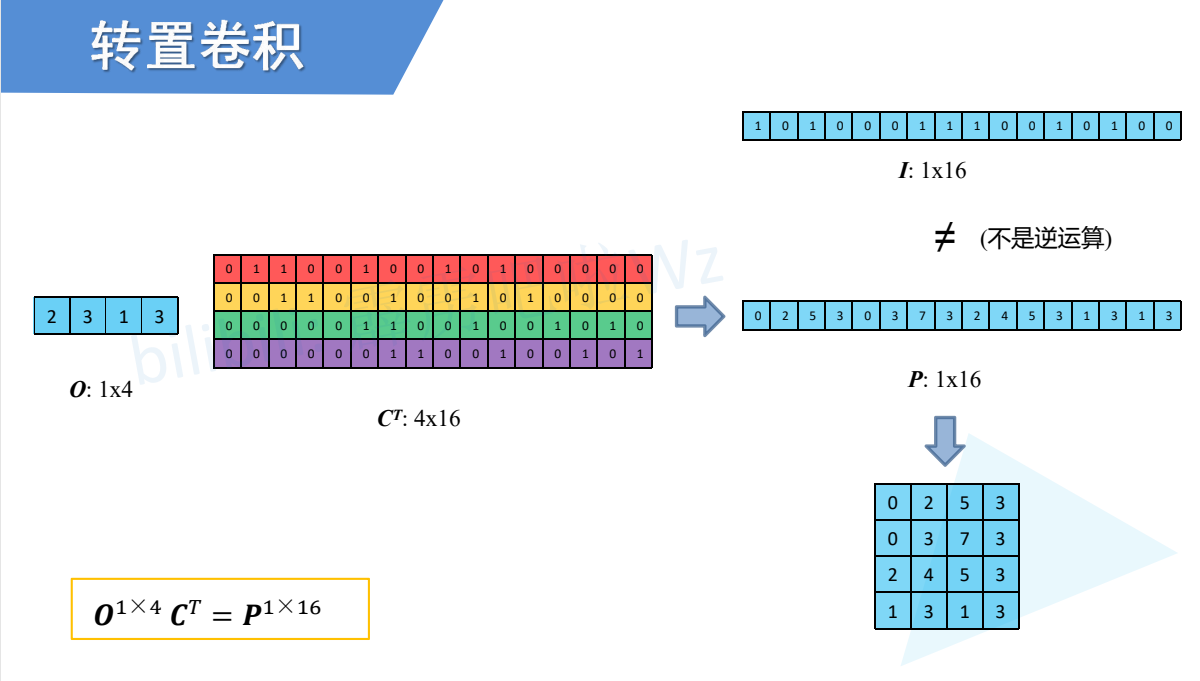 转置卷积
1 0 1 0 0 0 1 1 1 0 0 1 0 1 0 0
I: 1x16
≠ (不是逆运算)
2 3 1 3
O: 1x4
0 1 1 0 0 1 0 0 1 0 1 0 0 0 0 0
0 0 1 1 0 0 1 0 0 1 0 1 0 0 0 0
0 0 0 0 0 1 1 0 0 1 0 0 1 0 1 0
0 0 0 0 0 0 1 1 0 0 1 0 0 1 0 1
Cᵀ: 4x16
0 2 5 3 0 3 7 3 2 4 5 3 1 3 1 3
P: 1x16
0 2 5 3
0 3 7 3
2 4 5 3
1 3 1 3
O^{1×4} C^T = P^{1×16}